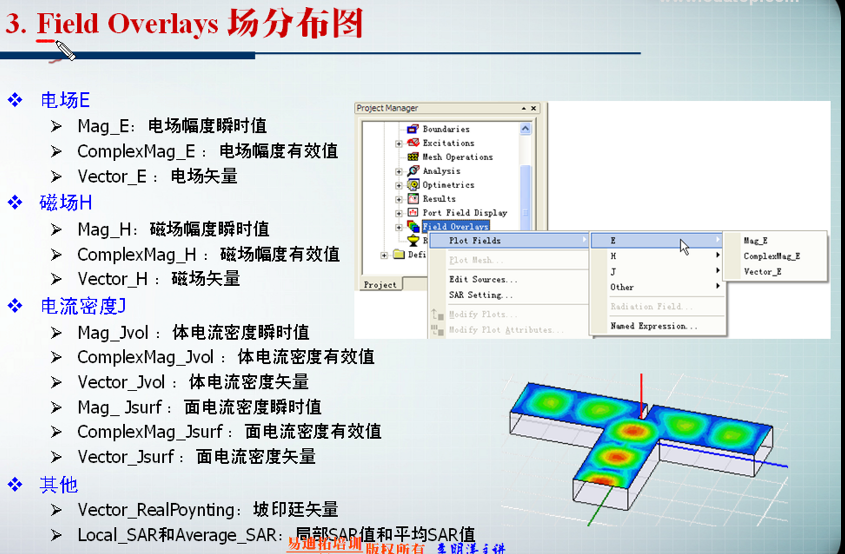 3. Field Overlays 场分布图
电场E
Mag_E：电场幅度瞬时值
ComplexMag_E ：电场幅度有效值
Vector_E ：电场矢量
磁场H
Mag_H：磁场幅度瞬时值
ComplexMag_H ：磁场幅度有效值
Vector_H ：磁场矢量
电流密度J
Mag_Jvol ：体电流密度瞬时值
ComplexMag_Jvol ：体电流密度有效值
Vector_Jvol ：体电流密度矢量
Mag_ Jsurf ：面电流密度瞬时值
ComplexMag_Jsurf ：面电流密度有效值
Vector_Jsurf ：面电流密度矢量
其他
Vector_RealPoynting：坡印廷矢量
Local_SAR和Average_SAR：局部SAR值和平均SAR值
Project Manager
Boundaries
Excitations
Mesh Operations
Analysis
Optimetrics
Results
Port Field Display
Field Overlays
R
Defi
Project
Plot Fields
Plot Mesh...
Edit Sources...
SAR Setting...
Modify Plots...
Modify Plot Attributes...
E
H
J
Other
Radiation Field...
Named Expression...
Mag_E
ComplexMag_E
Vector_E
易迪拓培训 版权所有 李明洋主讲